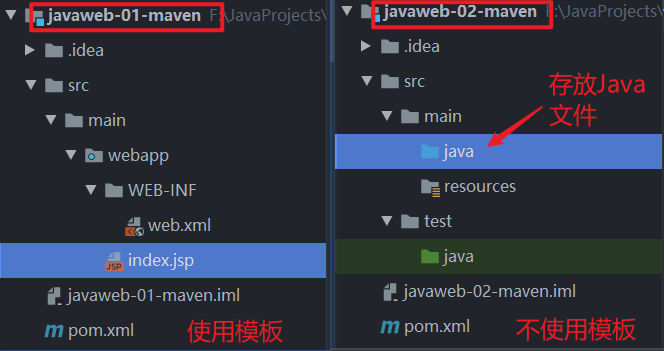 javaweb-01-maven F:\JavaProjects\
.idea
src
main
webapp
WEB-INF
web.xml
index.jsp
javaweb-01-maven.iml
pom.xml
使用模板
javaweb-02-maven F:\JavaProjects\
.idea
src
main
java
resources
test
java
javaweb-02-maven.iml
pom.xml
存放Java
文件
不使用模板